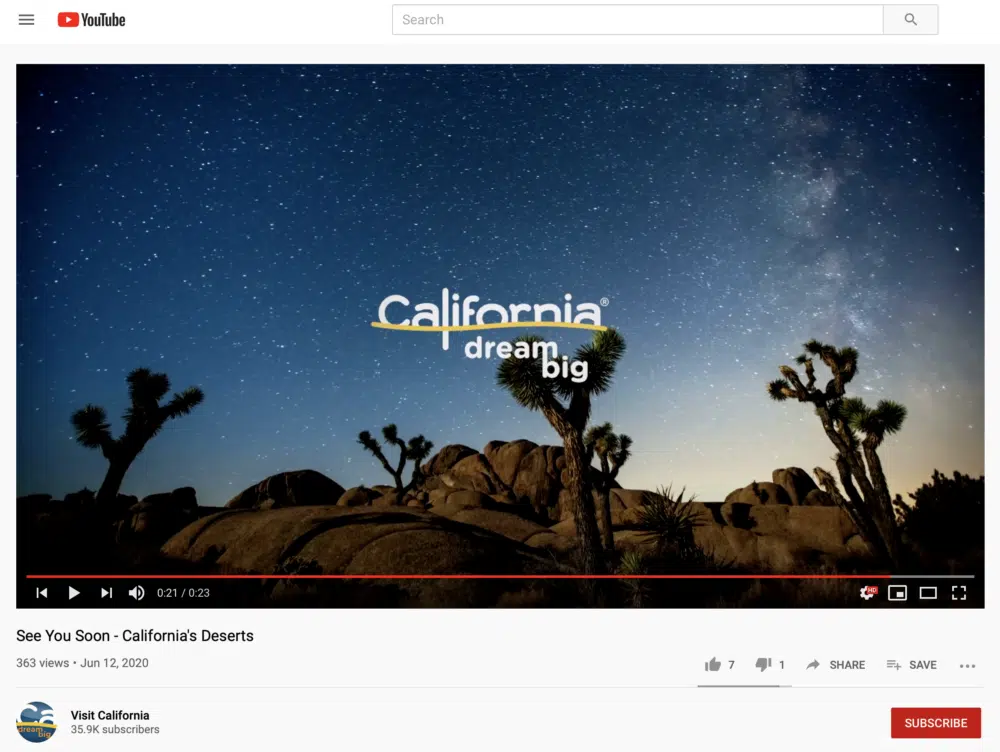 YouTube
Search
California®
dream
big
0:21 / 0:23
HD
See You Soon - California's Deserts
363 views • Jun 12, 2020
7
1
SHARE
SAVE
Ca
dream
big
Visit California
35.9K subscribers
SUBSCRIBE